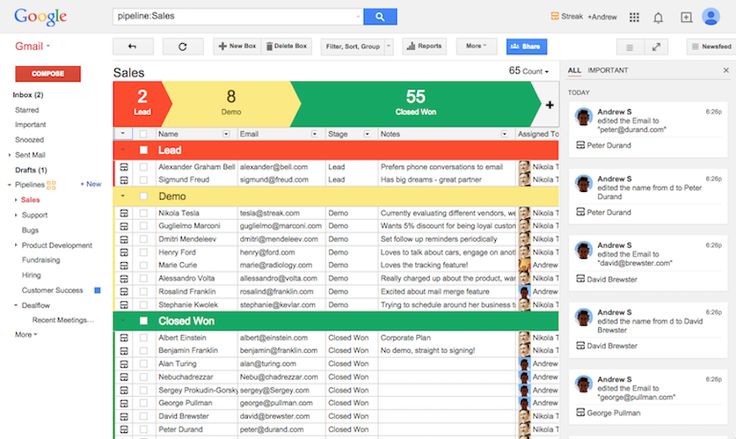 Google
pipeline:Sales
Streak +Andrew
Gmail
New Box
Delete Box
Filter, Sort, Group
Reports
More
Share
Newsfeed
COMPOSE
Inbox (2)
Starred
Important
Snoozed
Sent Mail
Drafts (1)
Pipelines + New
Sales
Support
Bugs
Product Development
Fundraising
Hiring
Customer Success
Dealflow
Recent Meetings...
More
Sales
65 Count
2 8 55 +
Lead Demo Closed Won
Name Email Stage Notes Assigned To
Lead
Alexander Graham Bell alexander@bell.com Lead Prefers phone conversations to email Nikola T
Sigmund Freud sigmund@freud.com Lead Has big dreams - great partner Nikola T
Demo
Nikola Tesla tesla@streak.com Demo Currently evaluating different vendors, we Nikola T
Guglielmo Marconi guglielmo@marconi.com Demo Wants 5% discount for being loyal custom Nikola T
Dmitri Mendeleev dmitri@mendeleev.com Demo Set follow up reminders periodically Nikola T
Henry Ford henry@ford.com Demo Loves to talk about cars, engage on another Nikola T
Marie Curie marie@radiology.com Demo Loves the tracking feature! Andrew
Alessandro Volta allessandro@volta.com Demo Really charged up about the product, wan Nikola T
Rosalind Franklin rosalind@franklin.com Demo Excited about mail merge feature Andrew
Stephanie Kwolek stephanie@kevlar.com Demo Trying to schedule around her business t Nikola T
Closed Won
Albert Einstein albert@einstein.com Closed Won Corporate Plan Nikola T
Benjamin Franklin benjamin@franklin.com Closed Won No demo, straight to signing! Nikola T
Alan Turing alan@turing.com Closed Won Andrew
Nebuchadrezzar Nebu@chadrezzar.com Closed Won Andrew
Sergey Prokudin-Gorsky sergey@Sergey.com Closed Won Andrew
George Pullman george@pullman.com Closed Won Andrew
David Brewster david@brewster.com Closed Won Nikola T
Peter Durand peter@durand.com Closed Won Nikola T
ALL IMPORTANT
TODAY
Andrew S 6:26p
edited the Email to
"peter@durand.com"
Peter Durand
Andrew S 6:26p
edited the name from d to Peter
Durand
Peter Durand
Andrew S 6:26p
edited the Email to
"david@brewster.com"
David Brewster
Andrew S 6:26p
edited the name from d to David
Brewster
David Brewster
Andrew S 6:26p
edited the Email to
"george@pullman.com"
George Pullman